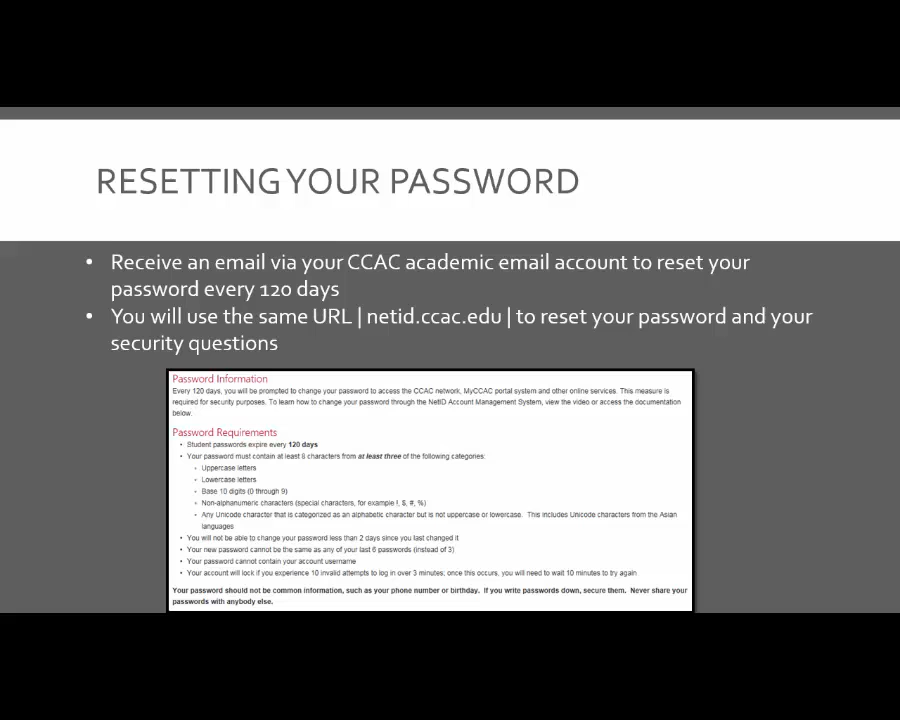 RESETTING YOUR PASSWORD
• Receive an email via your CCAC academic email account to reset your
password every 120 days
• You will use the same URL | netid.ccac.edu | to reset your password and your
security questions
Password Information
Every 120 days, you will be prompted to change your password to access the CCAC network, MyCCAC portal system and other online services. This measure is
required for security purposes. To learn how to change your password through the NetID Account Management System, view the video or access the documentation
below.
Password Requirements
• Student passwords expire every 120 days
• Your password must contain at least 8 characters from at least three of the following categories:
• Uppercase letters
• Lowercase letters
• Base 10 digits (0 through 9)
• Non-alphanumeric characters (special characters, for example !, $, #, %)
• Any Unicode character that is categorized as an alphabetic character but is not uppercase or lowercase. This includes Unicode characters from the Asian
languages
• You will not be able to change your password less than 2 days since you last changed it
• Your new password cannot be the same as any of your last 6 passwords (instead of 3)
• Your password cannot contain your account username
• Your account will lock if you experience 10 invalid attempts to log in over 3 minutes; once this occurs, you will need to wait 10 minutes to try again
Your password should not be common information, such as your phone number or birthday. If you write passwords down, secure them. Never share your
passwords with anybody else.